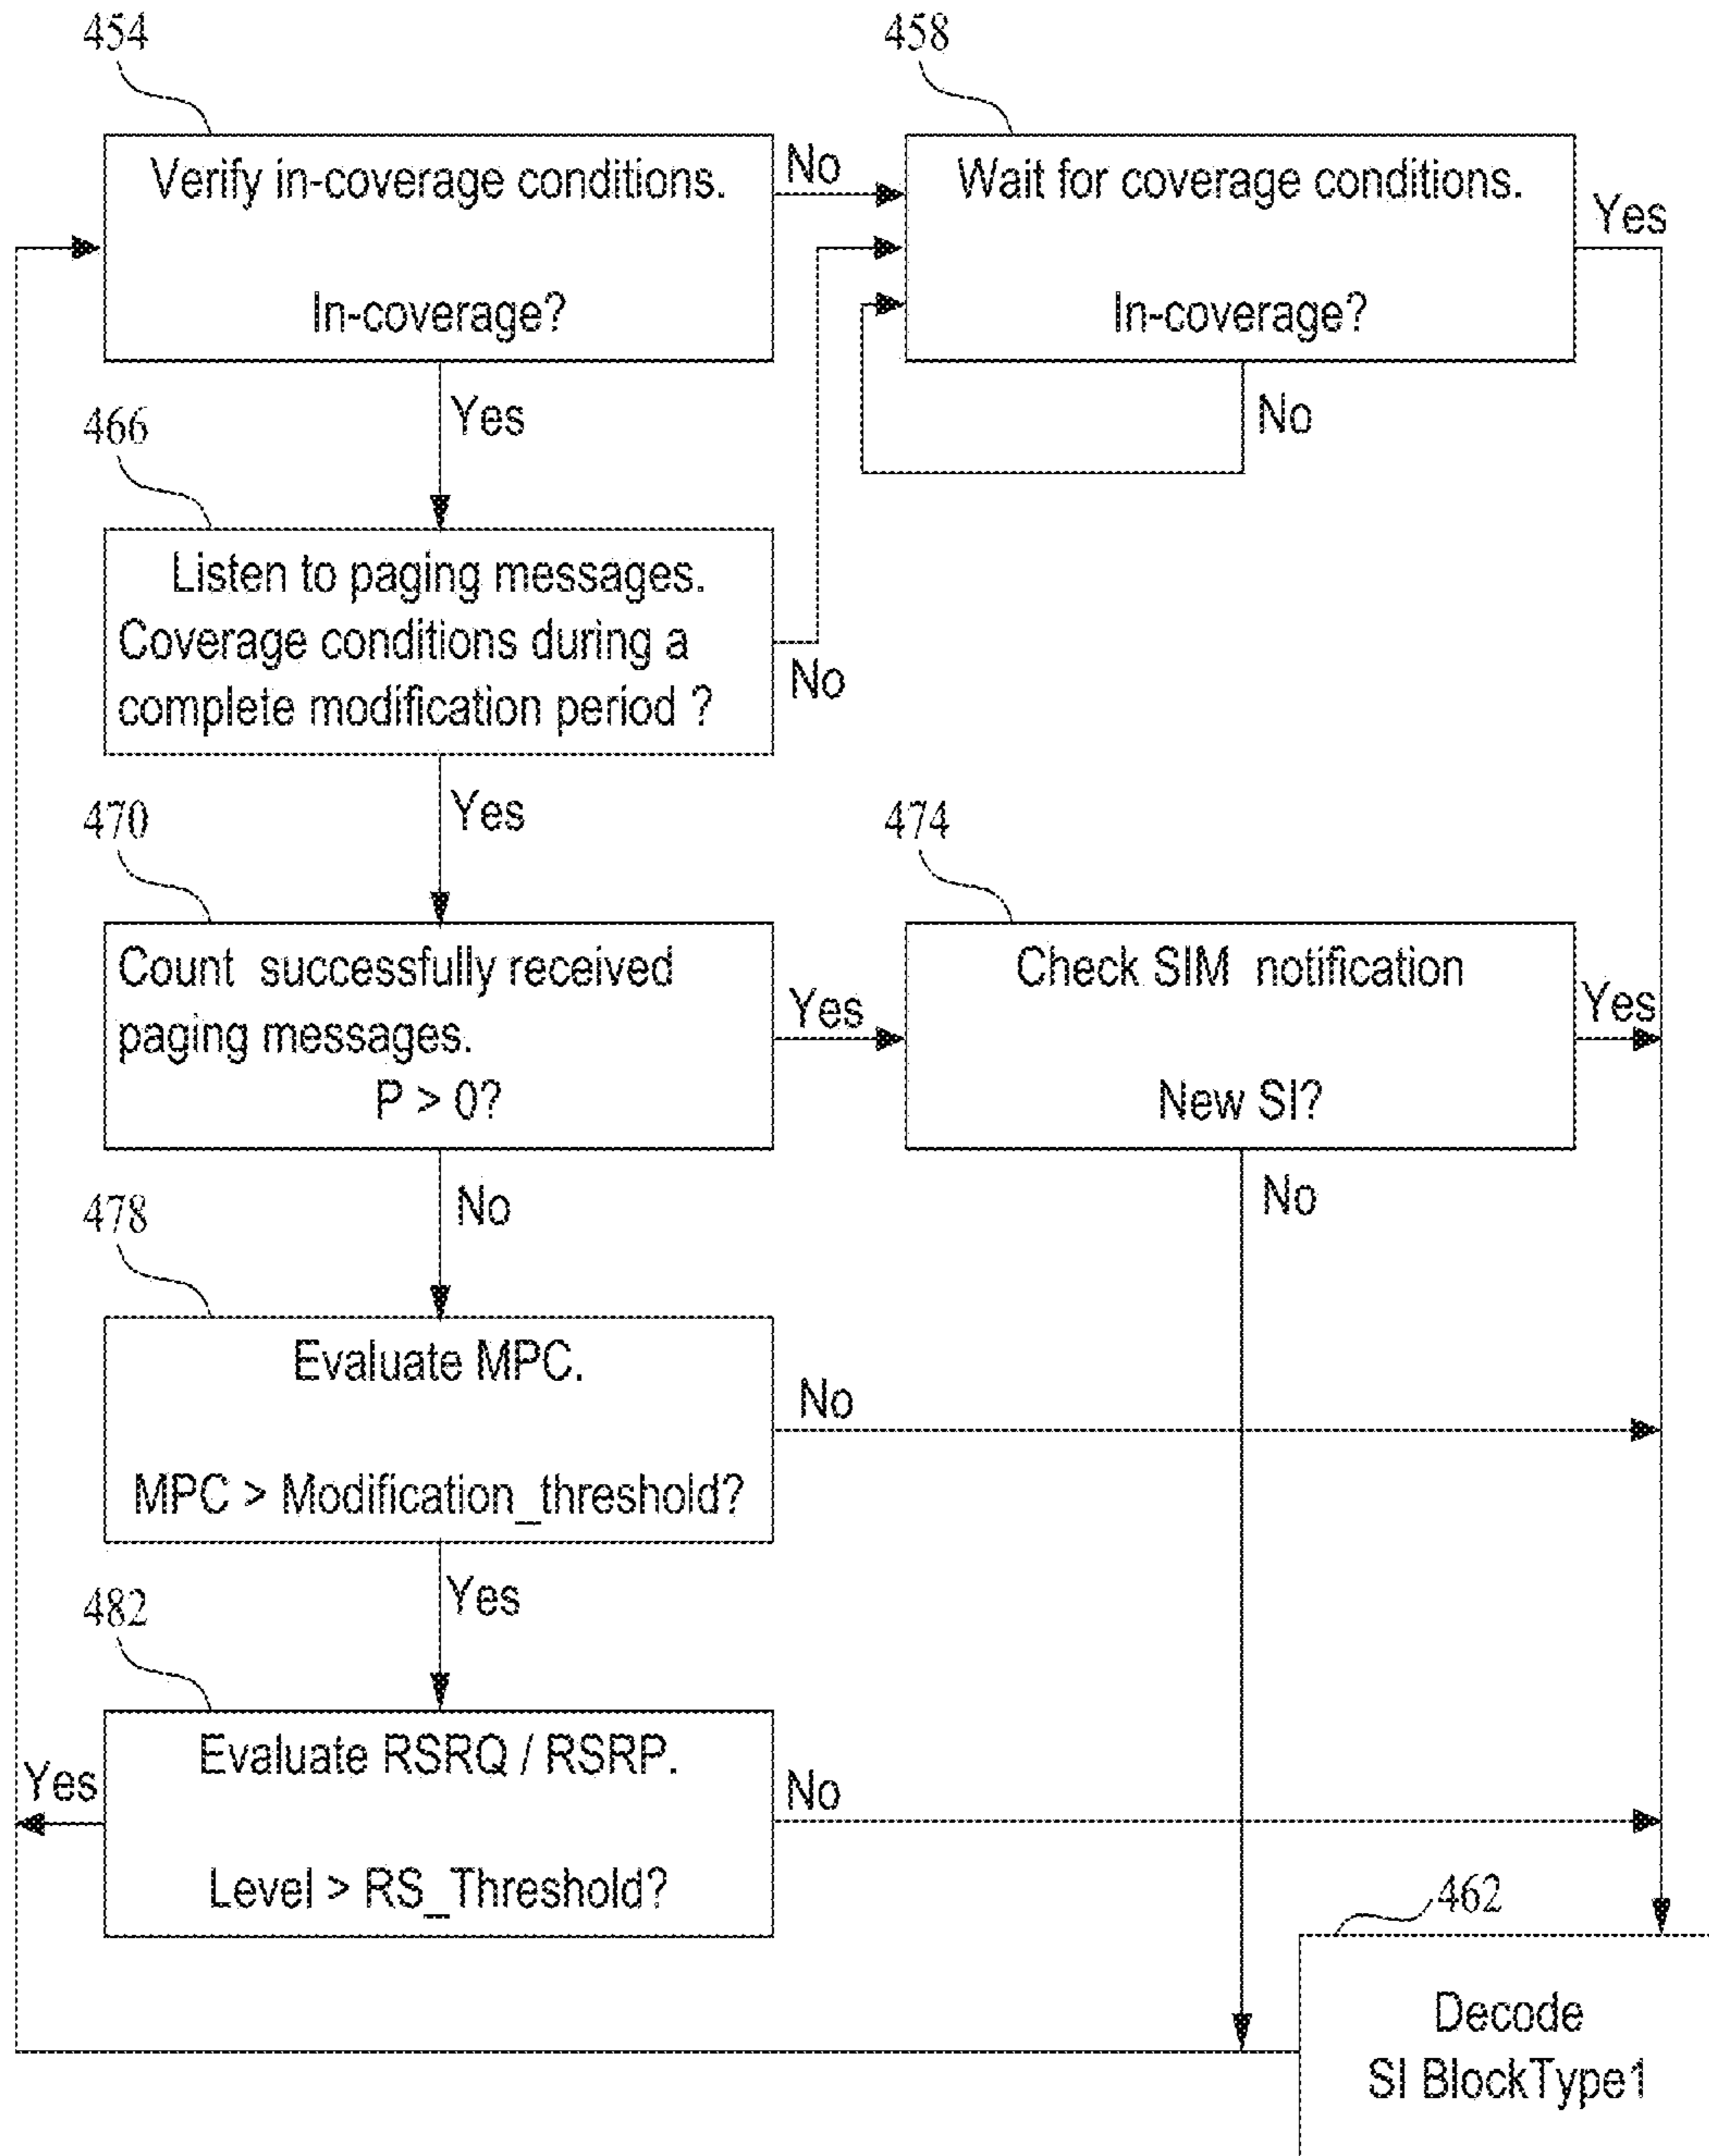 454
458
Verify in-coverage conditions.
In-coverage?
No
Wait for coverage conditions.
In-coverage?
Yes
Yes
No
466
Listen to paging messages.
Coverage conditions during a
complete modification period ?
No
Yes
470
474
Count successfully received
paging messages.
P > 0?
Yes
Check SIM notification
New SI?
Yes
No
No
478
Evaluate MPC.
MPC > Modification_threshold?
No
Yes
482
Evaluate RSRQ / RSRP.
Level > RS_Threshold?
Yes
No
462
Decode
SI BlockType1